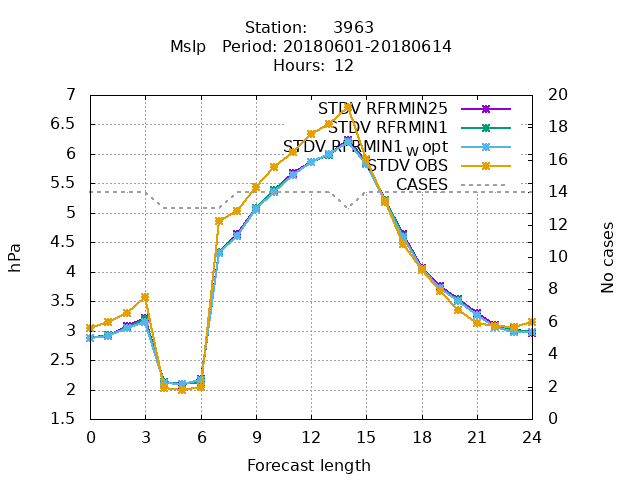 Station: 3963
Mslp Period: 20180601-20180614
Hours: 12
7
6.5
6
5.5
5
4.5
4
3.5
3
2.5
2
1.5
20
18
16
14
12
10
8
6
4
2
0
STDV RFRMIN25
STDV RFRMIN1
STDV RFRMIN1_W opt
STDV OBS
CASES
hPa
No cases
0 3 6 9 12 15 18 21 24
Forecast length